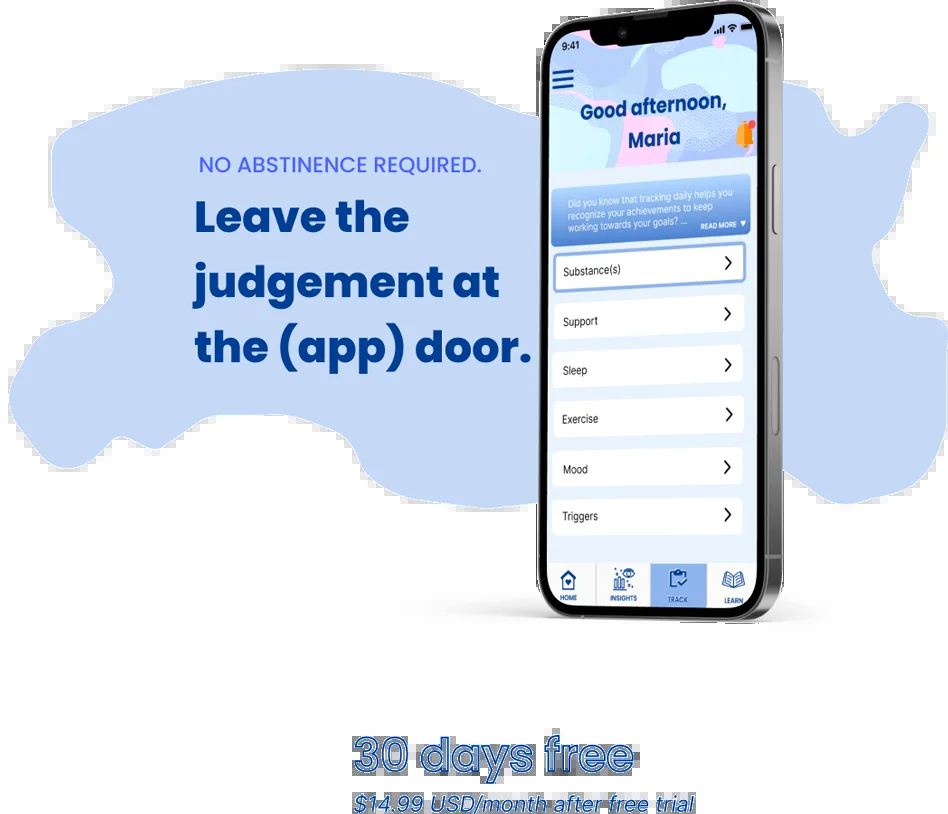 NO ABSTINENCE REQUIRED.
Leave the
judgement at
the (app) door.
9:41
Good afternoon,
Maria
Did you know that tracking daily helps you
recognize your achievements to keep
working towards your goals? ...
READ MORE
Substance(s)
Support
Sleep
Exercise
Mood
Triggers
HOME
INSIGHTS
TRACK
LEARN
30 days free
$14.99 USD/month after free trial